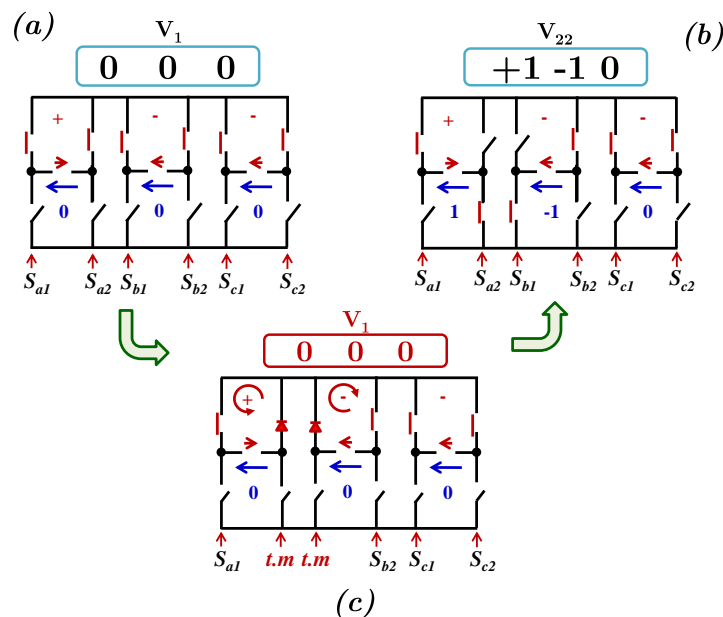 (a)
V1
0 0 0
+ - -
0 0 0
Sa1 Sa2 Sb1 Sb2 Sc1 Sc2
V22
(b)
+1 -1 0
+ - -
1 -1 0
Sa1 Sa2 Sb1 Sb2 Sc1 Sc2
V1
0 0 0
+ - -
0 0 0
Sa1 t.m t.m Sb2 Sc1 Sc2
(c)